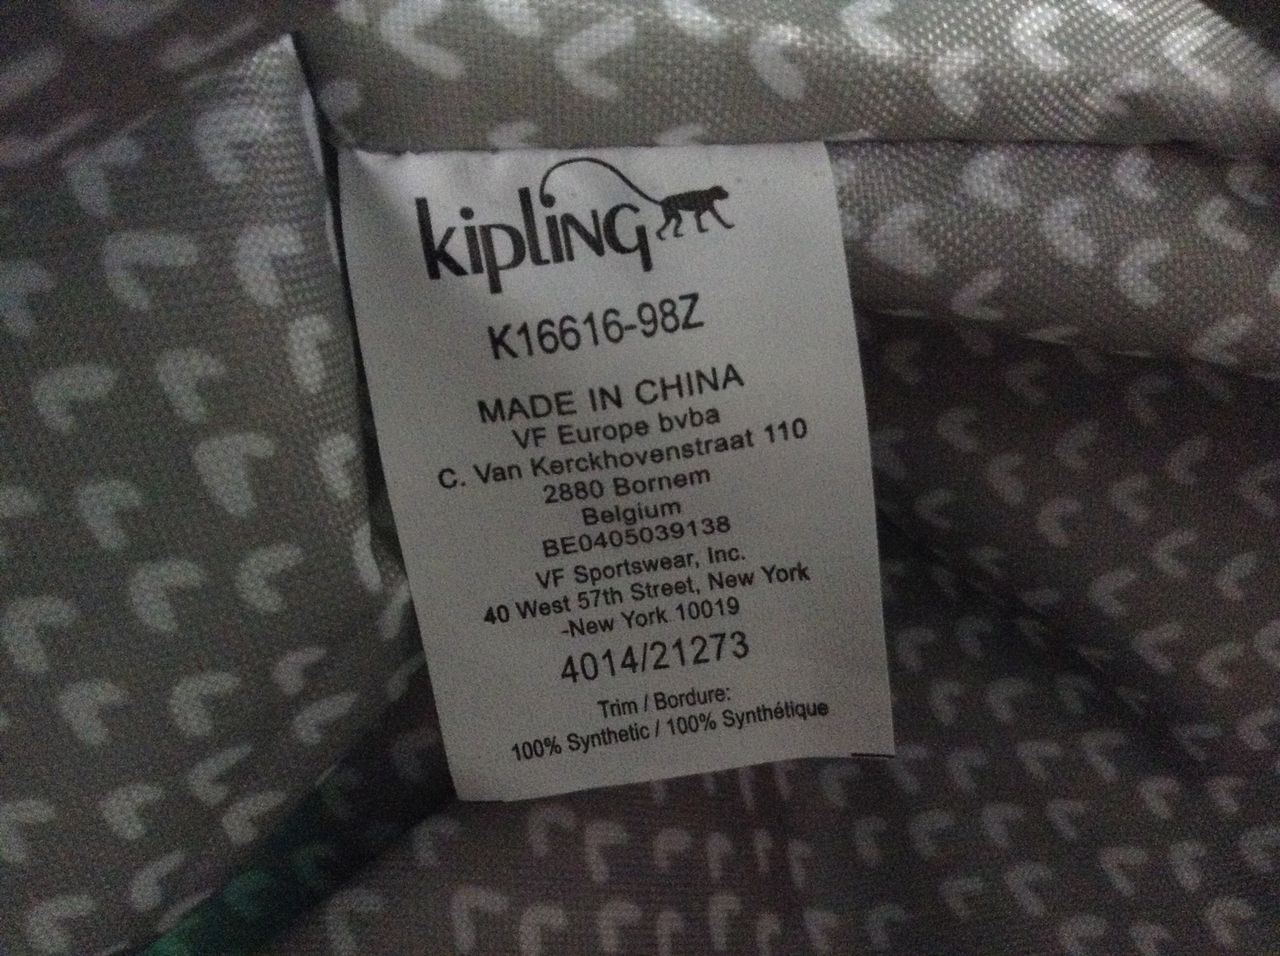 kipling
K16616-98Z
MADE IN CHINA
VF Europe bvba
C. Van Kerckhovenstraat 110
2880 Bornem
Belgium
BE0405039138
VF Sportswear, Inc.
40 West 57th Street, New York
-New York 10019
4014/21273
Trim / Bordure:
100% Synthetic / 100% Synthétique